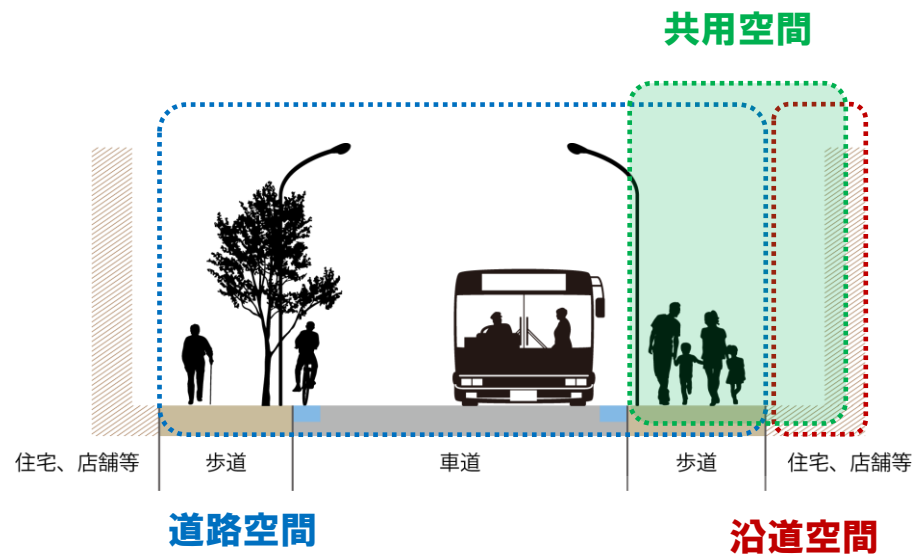 共用空間
住宅、店舗等
歩道
車道
歩道
住宅、店舗等
道路空間
沿道空間